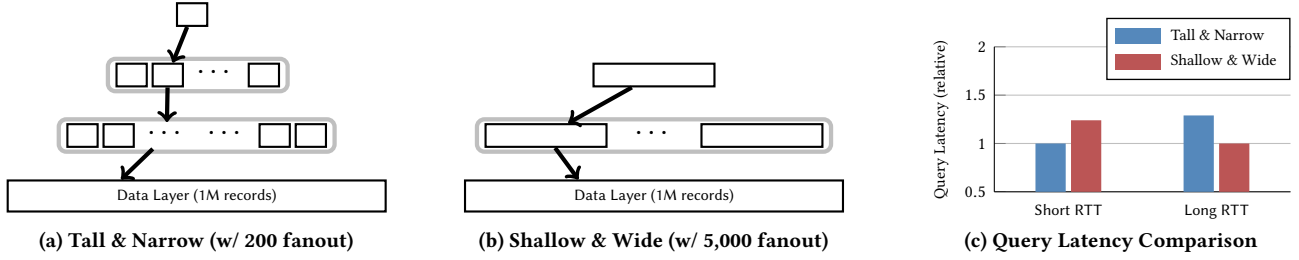 · · ·
· · · · · ·
Data Layer (1M records)
(a) Tall & Narrow (w/ 200 fanout)
· · ·
Data Layer (1M records)
(b) Shallow & Wide (w/ 5,000 fanout)
Tall & Narrow
Shallow & Wide
Query Latency (relative)
2
1.5
1
0.5
Short RTT Long RTT
(c) Query Latency Comparison